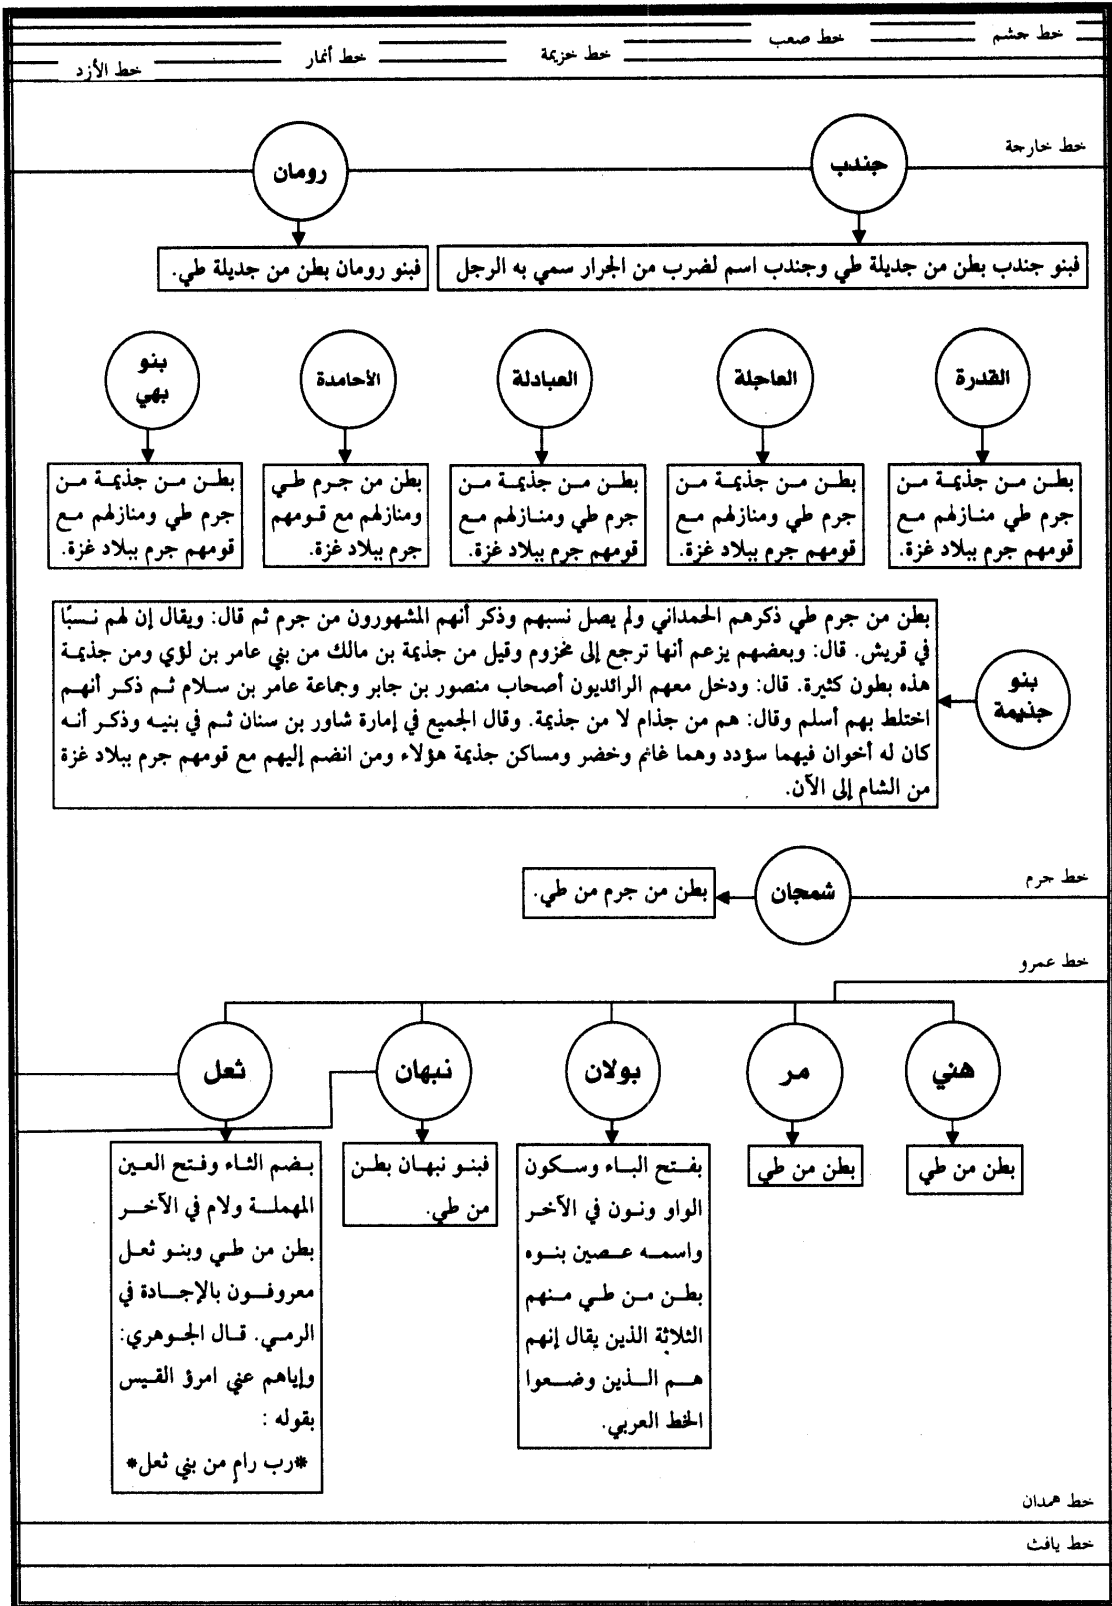 خط جشم
خط صعب
خط خزيمة
خط أنمار
خط الأزد
خط خارجة
جندب
رومان
فبنو جندب بطن من جديلة طي وجندب اسم لضرب من الجرار سمي به الرجل
فبنو رومان بطن من جديلة طي.
القدرة
العاجلة
العبادلة
الأحامدة
بنو
بهي
بطن من جذيمة من
جرم طي منازلهم مع
قومهم جرم ببلاد غزة.
بطن من جذيمة من
جرم طي ومنازلهم مع
قومهم جرم ببلاد غزة.
بطن من جذيمة من
جرم طي ومنازلهم مع
قومهم جرم ببلاد غزة.
بطن من جرم طي
ومنازلهم مع قومهم
جرم ببلاد غزة.
بطن من جذيمة من
جرم طي ومنازلهم مع
قومهم جرم ببلاد غزة.
بنو
جذيمة
بطن من جرم طي ذكرهم الحمداني ولم يصل نسبهم وذكر أنهم المشهورون من جرم ثم قال: ويقال إن لهم نسبًا
في قريش. قال: وبعضهم يزعم أنها ترجع إلى مخزوم وقيل من جذيمة بن مالك من بني عامر بن لؤي ومن جذيمة
هذه بطون كثيرة. قال: ودخل معهم الرائديون أصحاب منصور بن جابر وجماعة عامر بن سلام ثم ذكر أنهم
اختلط بهم أسلم وقال: هم من جذام لا من جذيمة. وقال الجميع في إمارة شاور بن سنان ثم في بنيه وذكر أنه
كان له أخوان فيهما سؤدد وهما غانم وخضر ومساكن جذيمة هؤلاء ومن انضم إليهم مع قومهم جرم ببلاد غزة
من الشام إلى الآن.
خط جرم
شمجان
بطن من جرم من طي.
خط عمرو
هني
مر
بولان
نبهان
ثعل
بطن من طي
بطن من طي
بفتح الباء وسكون
الواو ونون في الآخر
واسمه عصين بنوه
بطن من طي منهم
الثلاثة الذين يقال إنهم
هم الذين وضعوا
الخط العربي.
فبنو نبهان بطن
من طي.
بضم الثاء وفتح العين
المهملة ولام في الآخر
بطن من طي وبنو ثعل
معروفون بالإجادة في
الرمي. قال الجوهري:
وإياهم عني امرؤ القيس
بقوله :
*رب رامٍ من بني ثعل*
خط همدان
خط يافث